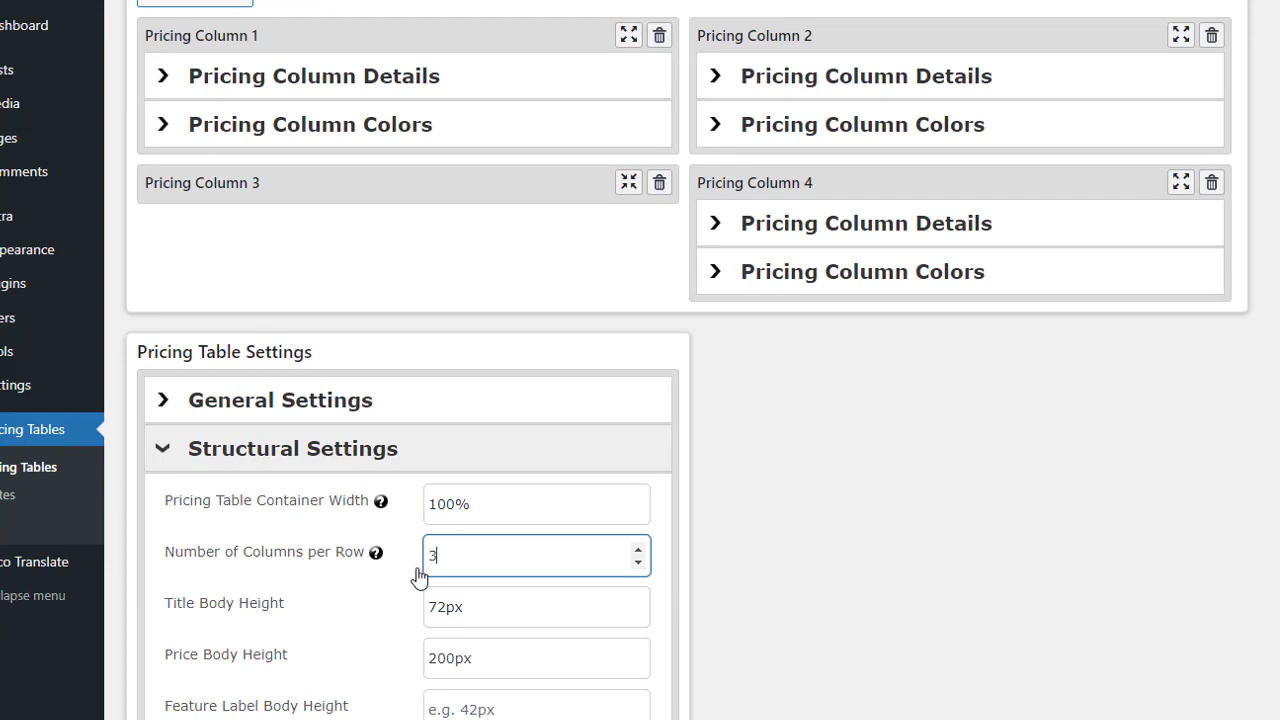 shboard
sts
edia
ges
mments
tra
pearance
gins
ers
ols
ttings
cing Tables
ing Tables
tes
co Translate
lapse menu
Pricing Column 1
Pricing Column Details
Pricing Column Colors
Pricing Column 2
Pricing Column Details
Pricing Column Colors
Pricing Column 3
Pricing Column 4
Pricing Column Details
Pricing Column Colors
Pricing Table Settings
General Settings
Structural Settings
Pricing Table Container Width ? 100%
Number of Columns per Row ? 3
Title Body Height 72px
Price Body Height 200px
Feature Label Body Height e.g. 42px